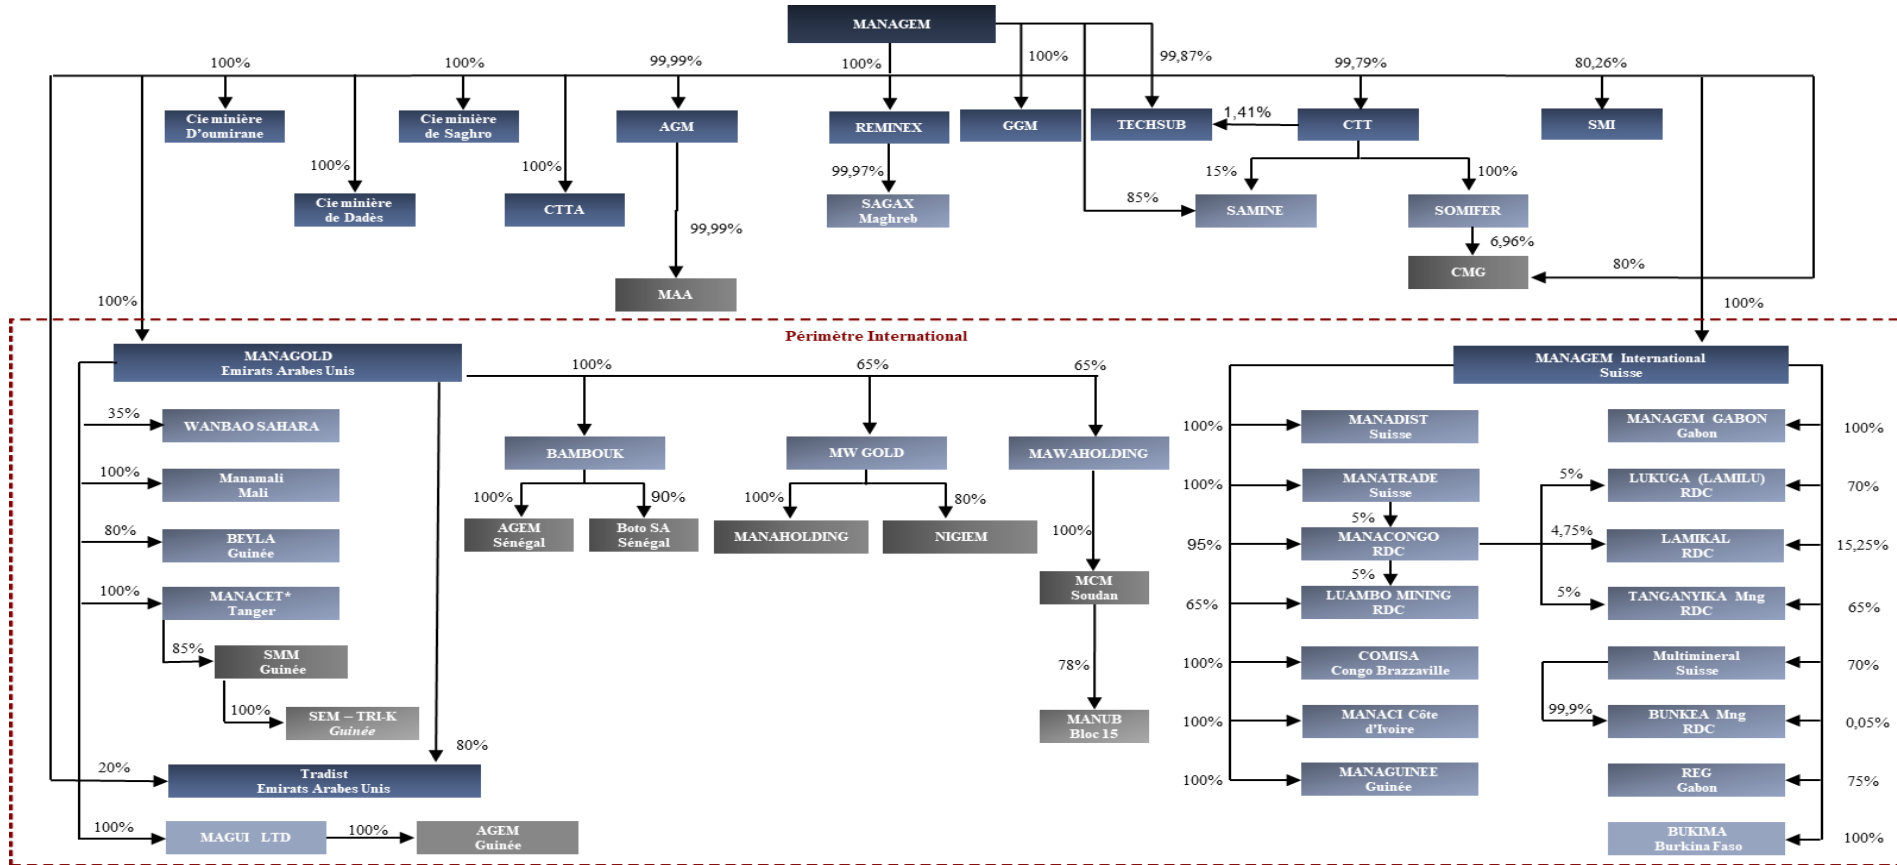 MANAGEM
100%
100%
99,99%
100%
100%
99,87%
99,79%
80,26%
Cie minière
D'oumirane
Cie minière
de Saghro
AGM
REMINEX
GGM
TECHSUB
1,41%
CTT
SMI
100%
100%
99,97%
15%
100%
Cie minière
de Dadès
CTTA
SAGAX
Maghreb
85%
SAMINE
SOMIFER
99,99%
6,96%
MAA
CMG
80%
100%
100%
Périmètre International
MANAGOLD
Emirats Arabes Unis
100%
65%
65%
MANAGEM International
Suisse
35%
WANBAO SAHARA
BAMBOUK
MW GOLD
MAWAHOLDING
100%
MANADIST
Suisse
MANAGEM GABON
Gabon
100%
100%
Manamali
Mali
100%
90%
100%
80%
100%
MANATRADE
Suisse
5%
LUKUGA (LAMILU)
RDC
70%
80%
BEYLA
Guinée
AGEM
Sénégal
Boto SA
Sénégal
MANAHOLDING
NIGIEM
100%
5%
95%
MANACONGO
RDC
4,75%
LAMIKAL
RDC
15,25%
100%
MANACET*
Tanger
MCM
Soudan
5%
65%
LUAMBO MINING
RDC
5%
TANGANYIKA Mng
RDC
65%
85%
SMM
Guinée
78%
100%
COMISA
Congo Brazzaville
Multimineral
Suisse
70%
100%
SEM – TRI-K
Guinée
MANUB
Bloc 15
100%
MANACI Côte
d'Ivoire
99,9%
BUNKEA Mng
RDC
0,05%
80%
20%
Tradist
Emirats Arabes Unis
100%
MANAGUINEE
Guinée
REG
Gabon
75%
100%
MAGUI LTD
100%
AGEM
Guinée
BUKIMA
Burkina Faso
100%